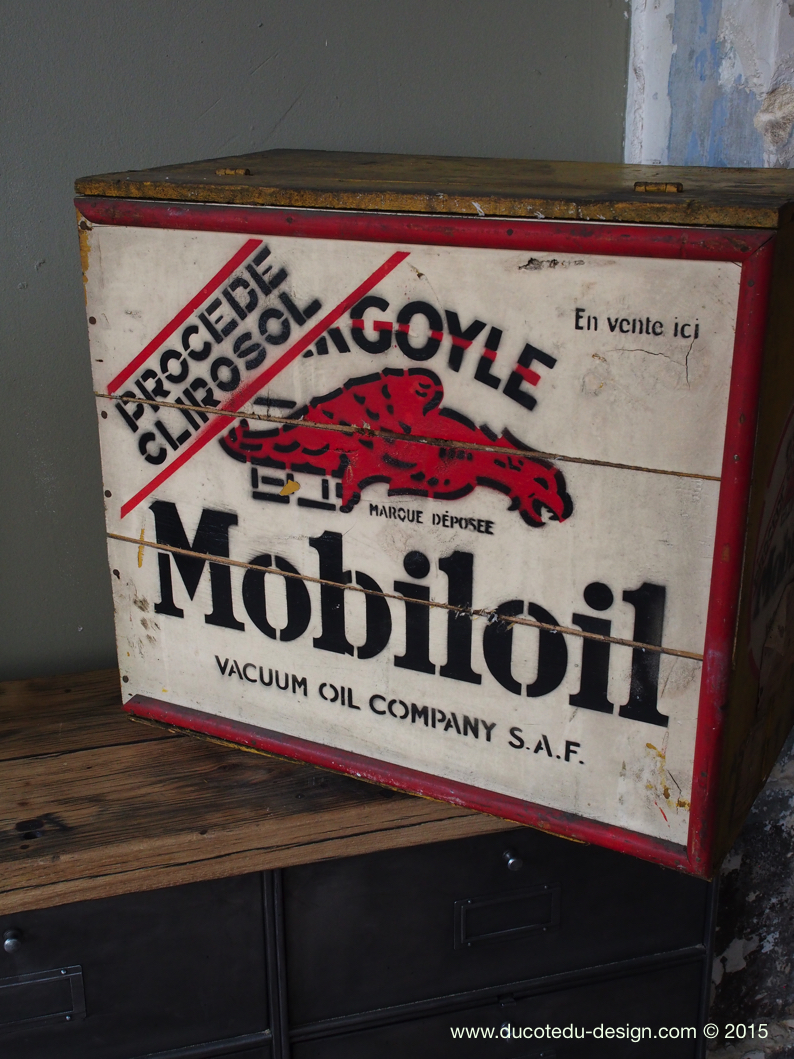 PROCEDE
CLIROSOL
GOYLE
En vente ici
MARQUE DÉPOSÉE
Mobiloil
VACUUM OIL COMPANY S.A.F.
www.ducotedu-design.com © 2015